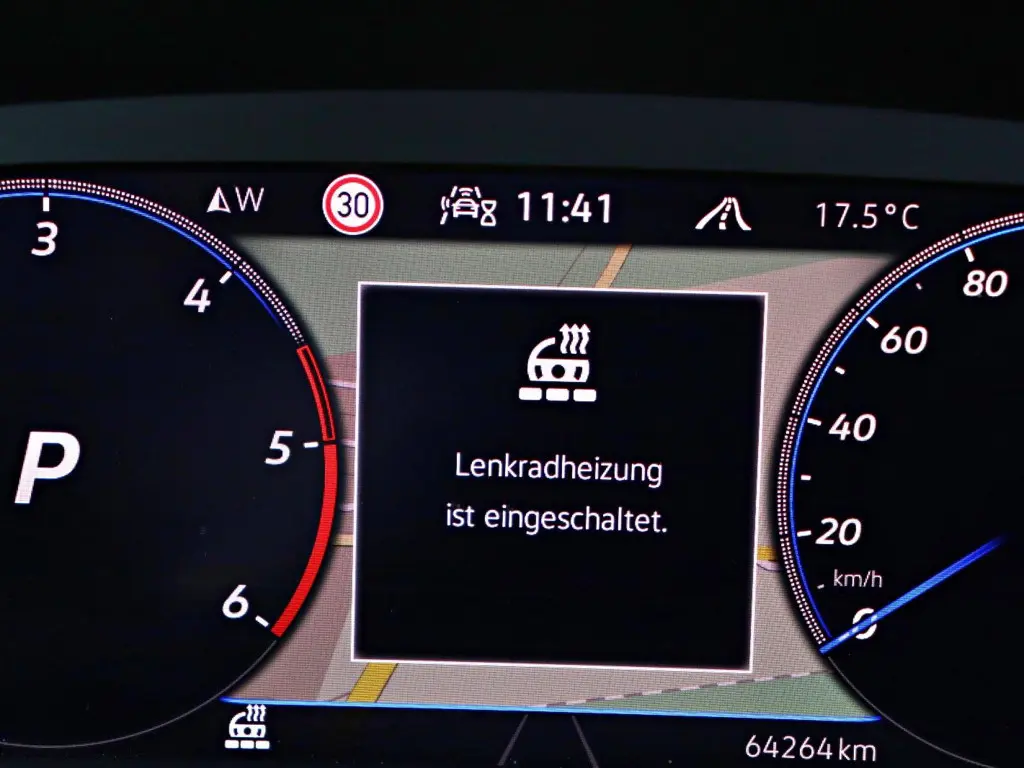 W
30
11:41
17.5°C
3
4
5
6
P
Lenkradheizung
ist eingeschaltet.
80
60
40
20
km/h
0
64264 km